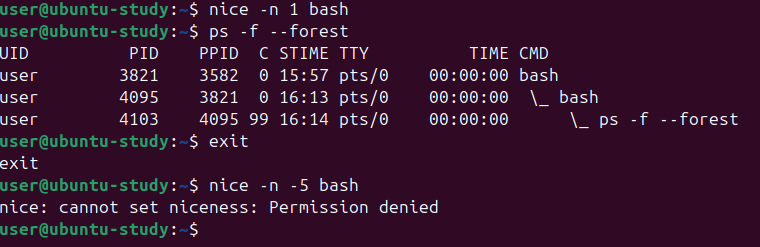 user@ubuntu-study:~$ nice -n 1 bash
user@ubuntu-study:~$ ps -f --forest
UID          PID    PPID  C STIME TTY          TIME CMD
user        3821    3582  0 15:57 pts/0    00:00:00 bash
user        4095    3821  0 16:13 pts/0    00:00:00  \_ bash
user        4103    4095 99 16:14 pts/0    00:00:00      \_ ps -f --forest
user@ubuntu-study:~$ exit
exit
user@ubuntu-study:~$ nice -n -5 bash
nice: cannot set niceness: Permission denied
user@ubuntu-study:~$